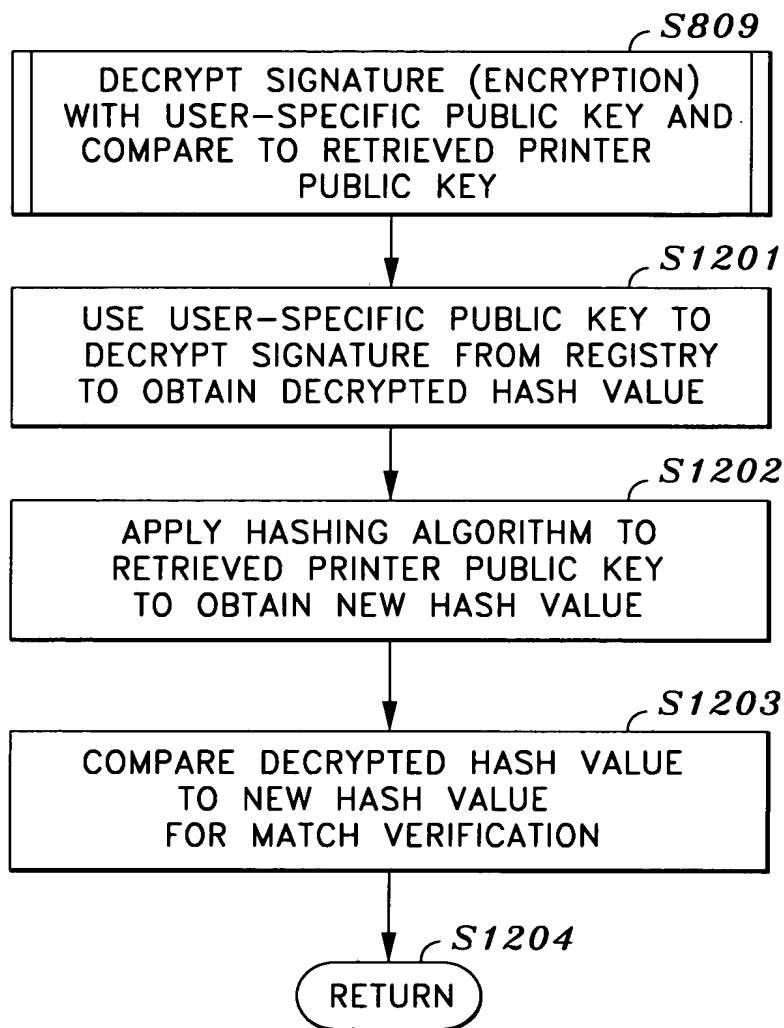 S809
DECRYPT SIGNATURE (ENCRYPTION)
WITH USER-SPECIFIC PUBLIC KEY AND
COMPARE TO RETRIEVED PRINTER
PUBLIC KEY
S1201
USE USER-SPECIFIC PUBLIC KEY TO
DECRYPT SIGNATURE FROM REGISTRY
TO OBTAIN DECRYPTED HASH VALUE
S1202
APPLY HASHING ALGORITHM TO
RETRIEVED PRINTER PUBLIC KEY
TO OBTAIN NEW HASH VALUE
S1203
COMPARE DECRYPTED HASH VALUE
TO NEW HASH VALUE
FOR MATCH VERIFICATION
S1204
RETURN